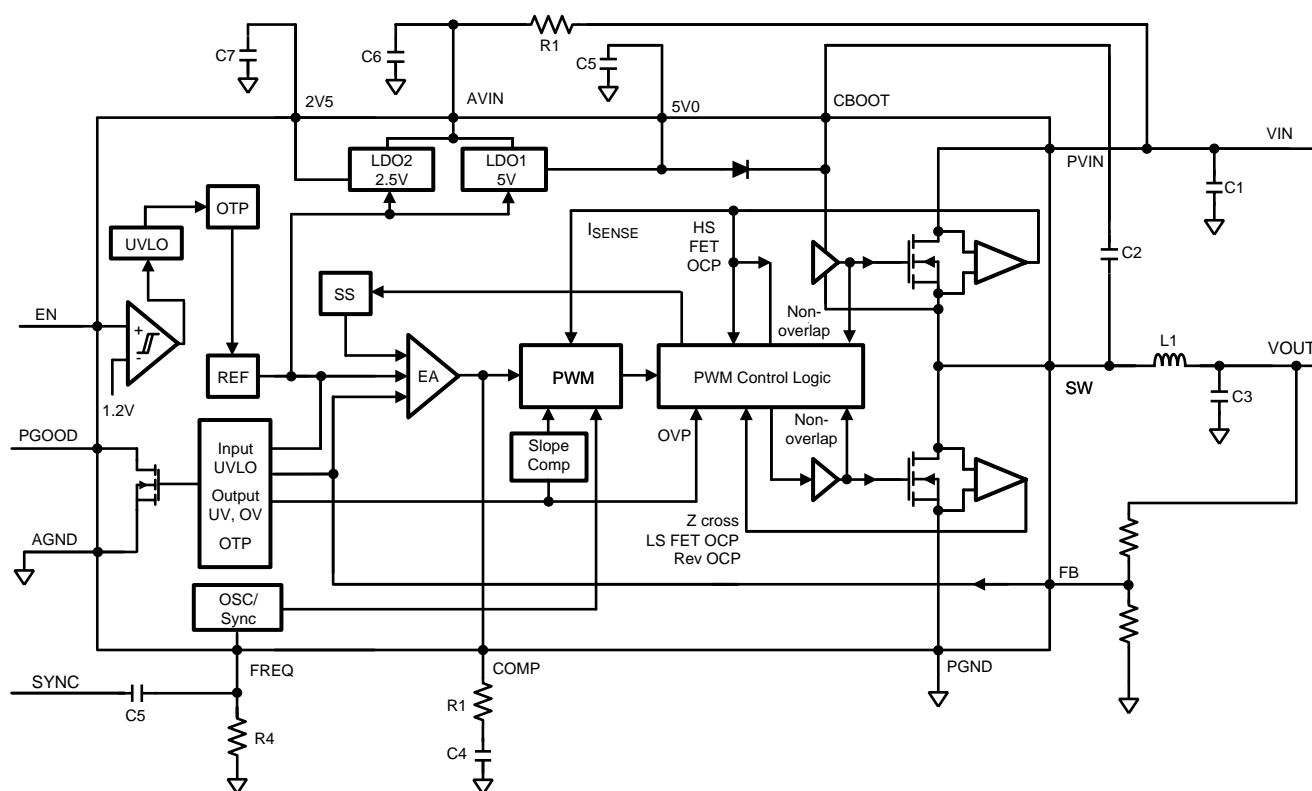 C7
C6
R1
C5
2V5
AVIN
5V0
CBOOT
VIN
PVIN
LDO2
2.5V
LDO1
5V
C1
OTP
UVLO
ISENSE
HS
FET
OCP
C2
SS
EN
+
-
Non-
overlap
L1
VOUT
REF
EA
PWM
PWM Control Logic
1.2V
SW
C3
PGOOD
Input
UVLO
Output
UV, OV
OTP
Slope
Comp
OVP
Non-
overlap
AGND
Z cross
LS FET OCP
Rev OCP
FB
OSC/
Sync
FREQ
COMP
PGND
SYNC
C5
R1
R4
C4